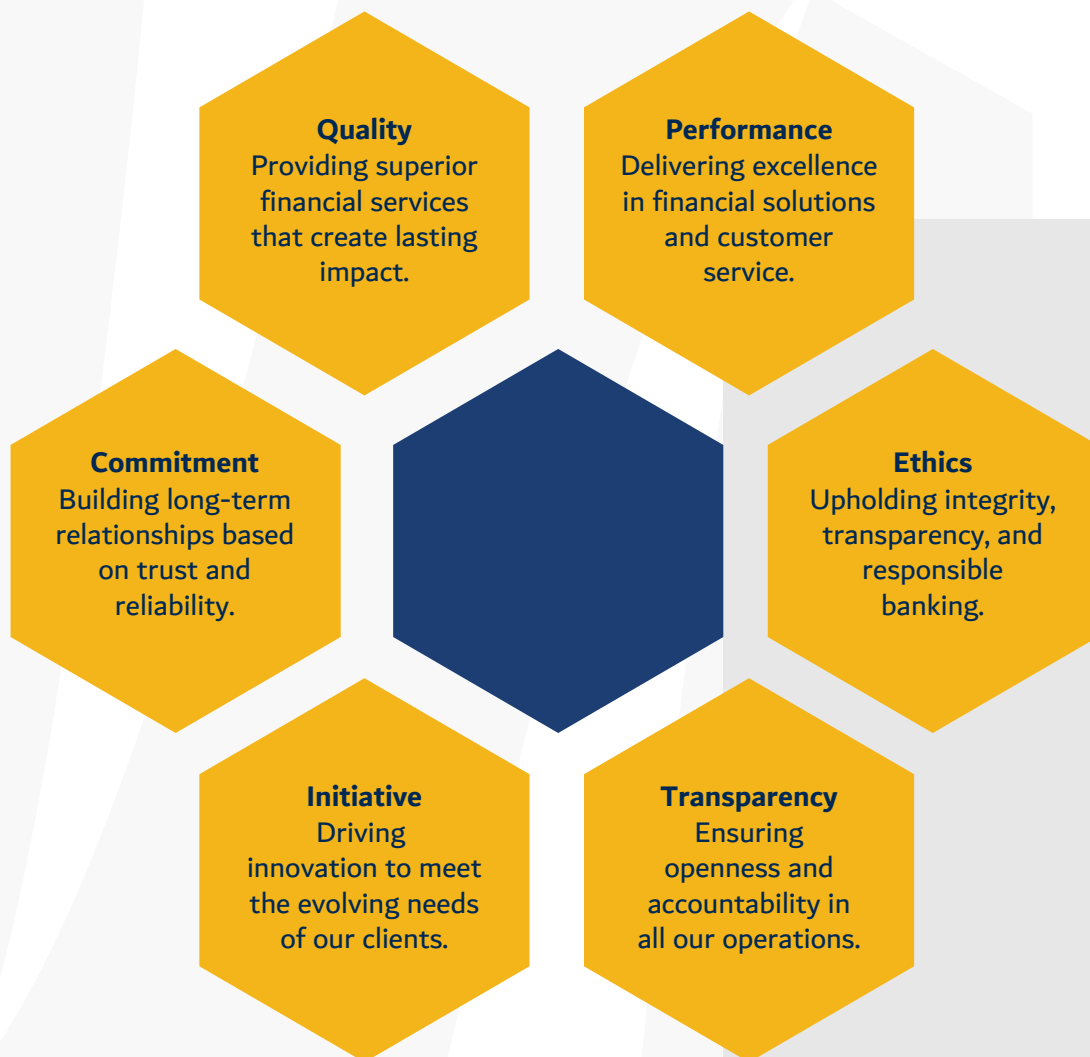 Quality
Providing superior
financial services
that create lasting
impact.
Performance
Delivering excellence
in financial solutions
and customer
service.
Commitment
Building long-term
relationships based
on trust and
reliability.
Ethics
Upholding integrity,
transparency, and
responsible
banking.
Initiative
Driving
innovation to meet
the evolving needs
of our clients.
Transparency
Ensuring
openness and
accountability in
all our operations.